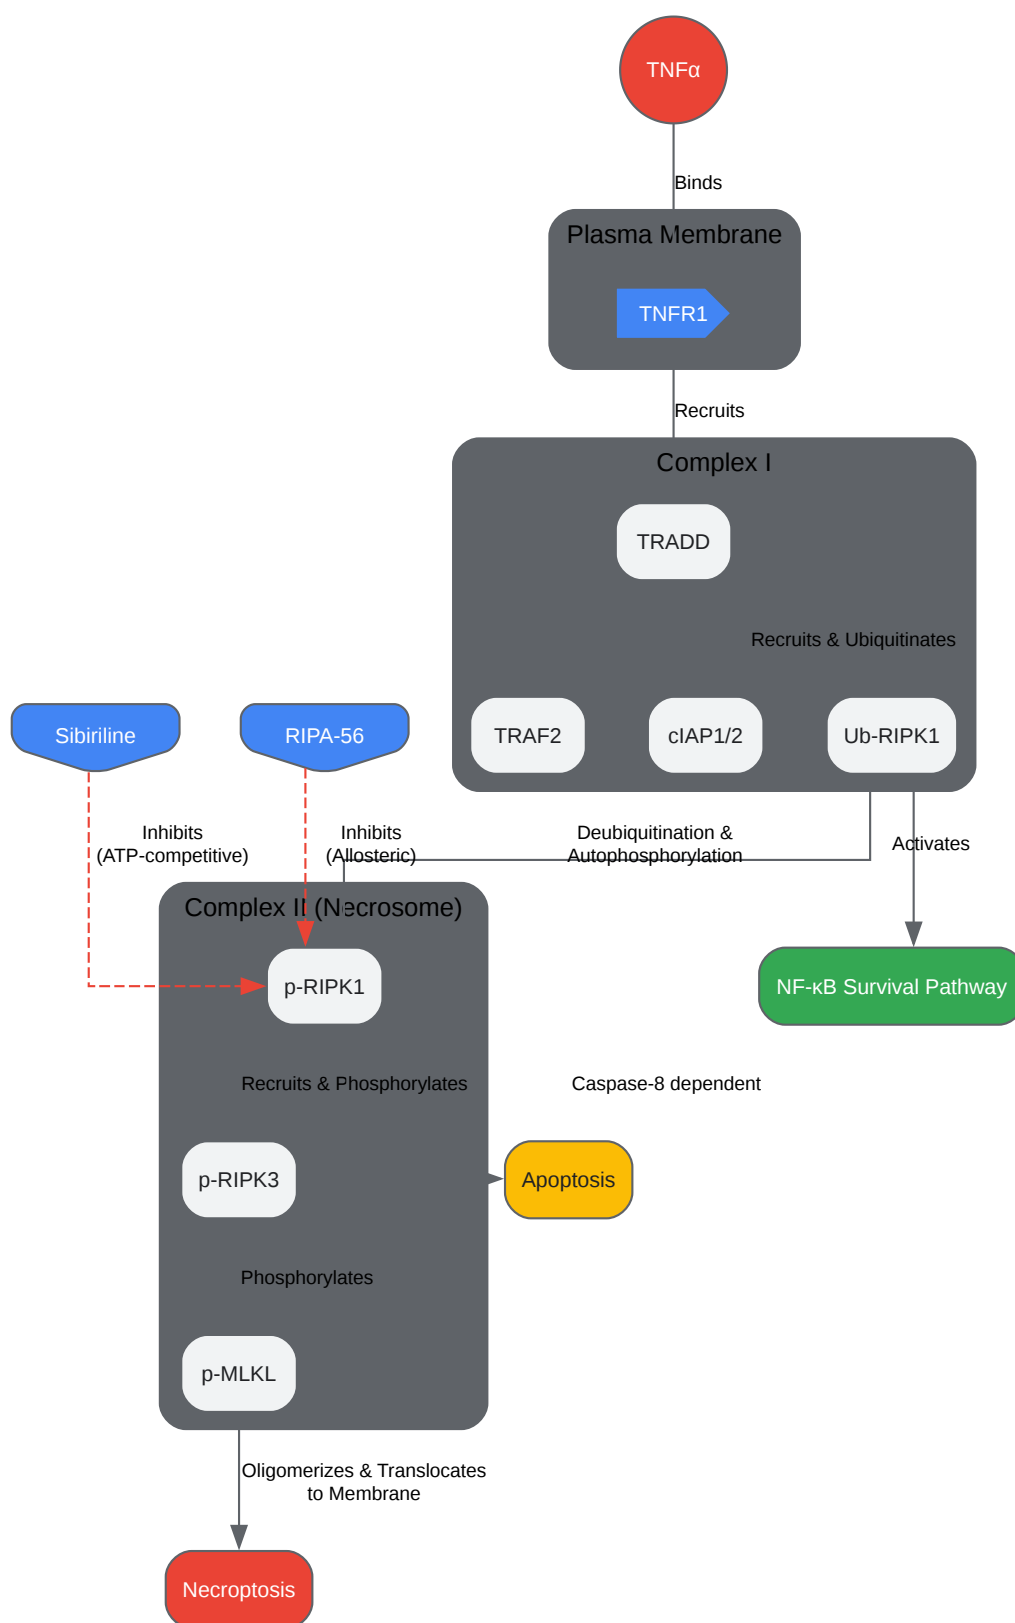 TNFα
Binds
Plasma Membrane
TNFR1
Recruits
Complex I
TRADD
Recruits & Ubiquitinates
TRAF2
cIAP1/2
Ub-RIPK1
Sibiriline
RIPA-56
Inhibits
(ATP-competitive)
Inhibits
(Allosteric)
Deubiquitination &
Autophosphorylation
Activates
Complex II (Necrosome)
p-RIPK1
NF-κB Survival Pathway
Recruits & Phosphorylates
Caspase-8 dependent
p-RIPK3
Apoptosis
Phosphorylates
p-MLKL
Oligomerizes & Translocates
to Membrane
Necroptosis